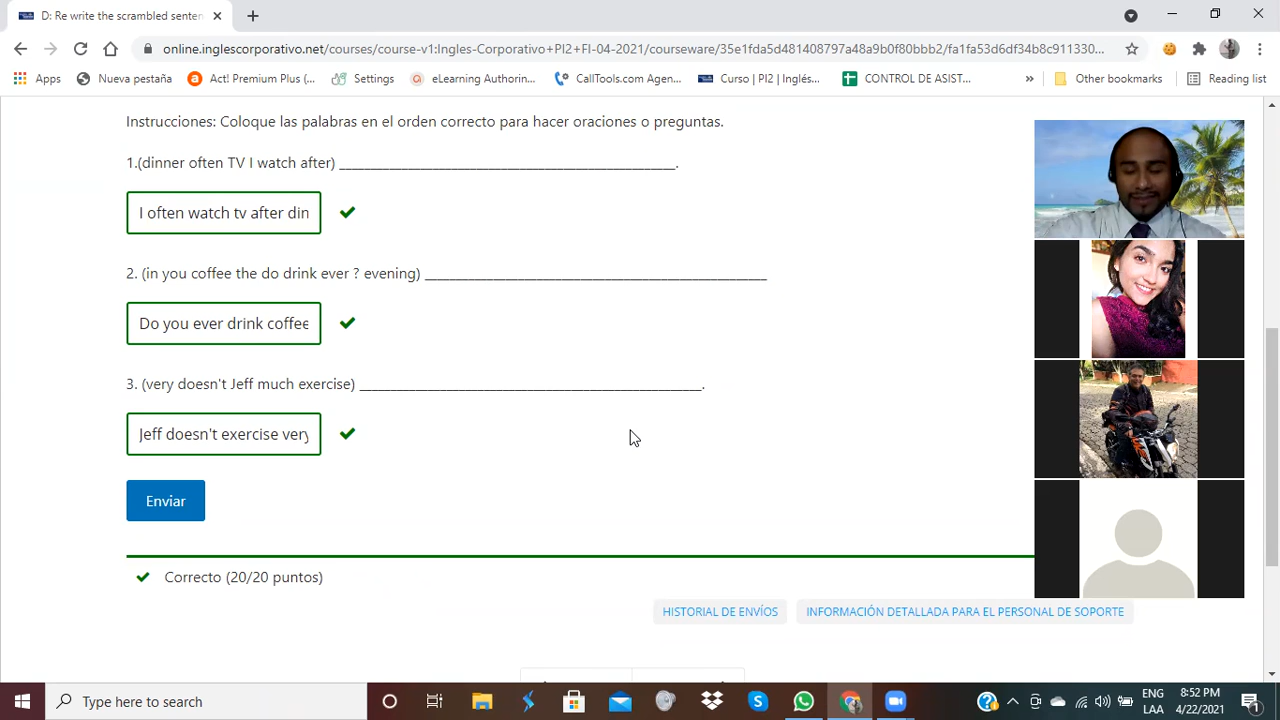 D: Re write the scrambled senten
online.inglescorporativo.net/courses/course-v1:Ingles-Corporativo+PI2+FI-04-2021/courseware/35e1fda5d481408797a48a9b0f80bbb2/fa1fa53d6df34b8c911330...
Apps Nueva pestaña Act! Premium Plus (... Settings eLearning Authorin... CallTools.com Agen... Curso | PI2 | Inglés... CONTROL DE ASIST... » Other bookmarks Reading list
Instrucciones: Coloque las palabras en el orden correcto para hacer oraciones o preguntas.
1.(dinner often TV I watch after) ______________________________________________.
I often watch tv after din
2. (in you coffee the do drink ever ? evening) ______________________________________________
Do you ever drink coffee
3. (very doesn't Jeff much exercise) ______________________________________________.
Jeff doesn't exercise very
Enviar
Correcto (20/20 puntos)
HISTORIAL DE ENVÍOS INFORMACIÓN DETALLADA PARA EL PERSONAL DE SOPORTE
Type here to search
ENG 8:52 PM
LAA 4/22/2021
1